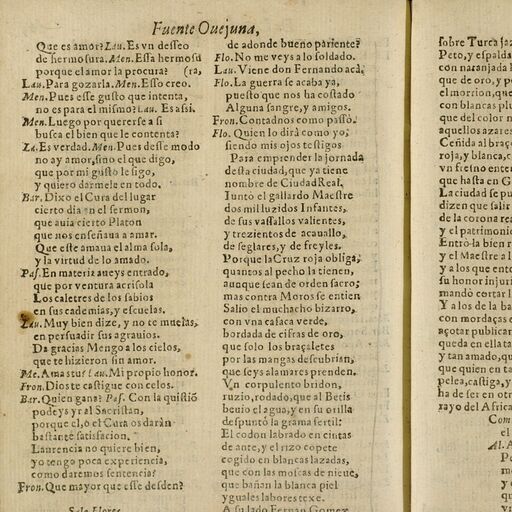 Fuente Ouejuna,
Que es amor? Lau. Es vn desseo
de hermosura. Men. Essa hermosu
porque el amor la procura? (ra,
Lau. Para gozarla. Men. Esso creo.
Men. Pues esse gusto que intenta,
no es para el mismo? Lau. Es assi.
Men. Luego por quererse a si
busca el bien que le contenta?
La. Es verdad. Men. Pues desse modo
no ay amor, sino el que digo,
que por mi gusto le sigo,
y quiero darmele en todo.
Bar. Dixo el Cura del lugar
cierto dia en el sermon,
que auia cierto Platon
que nos enseñaua a amar.
Que este amaua el alma sola,
y la virtud de lo amado.
Pas. En materia aueys entrado,
que por ventura acrisola
Los caletres de los sabios
en sus cademias, y escuelas.
Lau. Muy bien dize, y no te muelas,
en persuadir sus agrauios.
Da gracias Mengo a los cielos,
que te hizieron sin amor.
Me. Amas tu? Lau. Mi propio honor.
Fron. Dios te castigue con celos.
Bar. Quien gana? Pas. Con la quistiõ
podeys yr al Sacristan,
porque el, ò el Cura os daràn
bastante satisfacion.
Laurencia no quiere bien,
yo tengo poca experiencia,
como daremos sentencia?
Fron. Que mayor que esse desden?
Sale Flores.
de adonde bueno pariente?
Flo. No me veys a lo soldado.
Lau. Viene don Fernando acà,
Flo. La guerra se acaba ya,
puesto que nos ha costado
Alguna sangre, y amigos.
Fron. Contadnos como passò.
Flo. Quien lo dirà como yo,
siendo mis ojos testigos
Para emprender la jornada
desta ciudad, que ya tiene
nombre de Ciudad Real,
Iuntò el gallardo Maestre
dos mil luzidos Infantes,
de sus vassallos valientes,
y trezientos de acauallo,
de seglares, y de freyles.
Porque la Cruz roja obliga,
quantos al pecho la tienen,
aunque sean de orden sacro;
mas contra Moros se entien
Salio el muchacho bizarro,
con vna casaca verde,
bordada de cifras de oro,
que solo los braçaletes
por las mangas descubrian,
que seys alamares prenden.
Vn corpulento bridon,
ruzio, rodado, que al Betis
beuio el agua, y en su orilla
despuntò la grama fertil:
El codon labrado en cintas
de ante, y el rizo copete
cogido en blancas lazadas,
que con las moscas de nieue,
que bañan la blanca piel
yguales labores texe.
A su lado Fernan Gomez
sobre Turca jaz
Peto, y espalda
con naranjada l
que de oro, y pe
el morrion, que
con blancas plu
que del color n
aquellos azares
Ceñida al braço
roja, y blanca, c
vn fresno enter
que hasta en G
La ciudad se pu
dizen que salir
de la corona rea
y el patrimonio
Entrò la bien r
y el Maestre a l
y a los que ento
su honor injuri
mandò cortar l
Y a los de la ba
con mordaças e
açotar publicar
queda en ella ta
y tan amado, qu
que quien en ta
pelea, castiga, y
ha de ser en otr
rayo del Africa